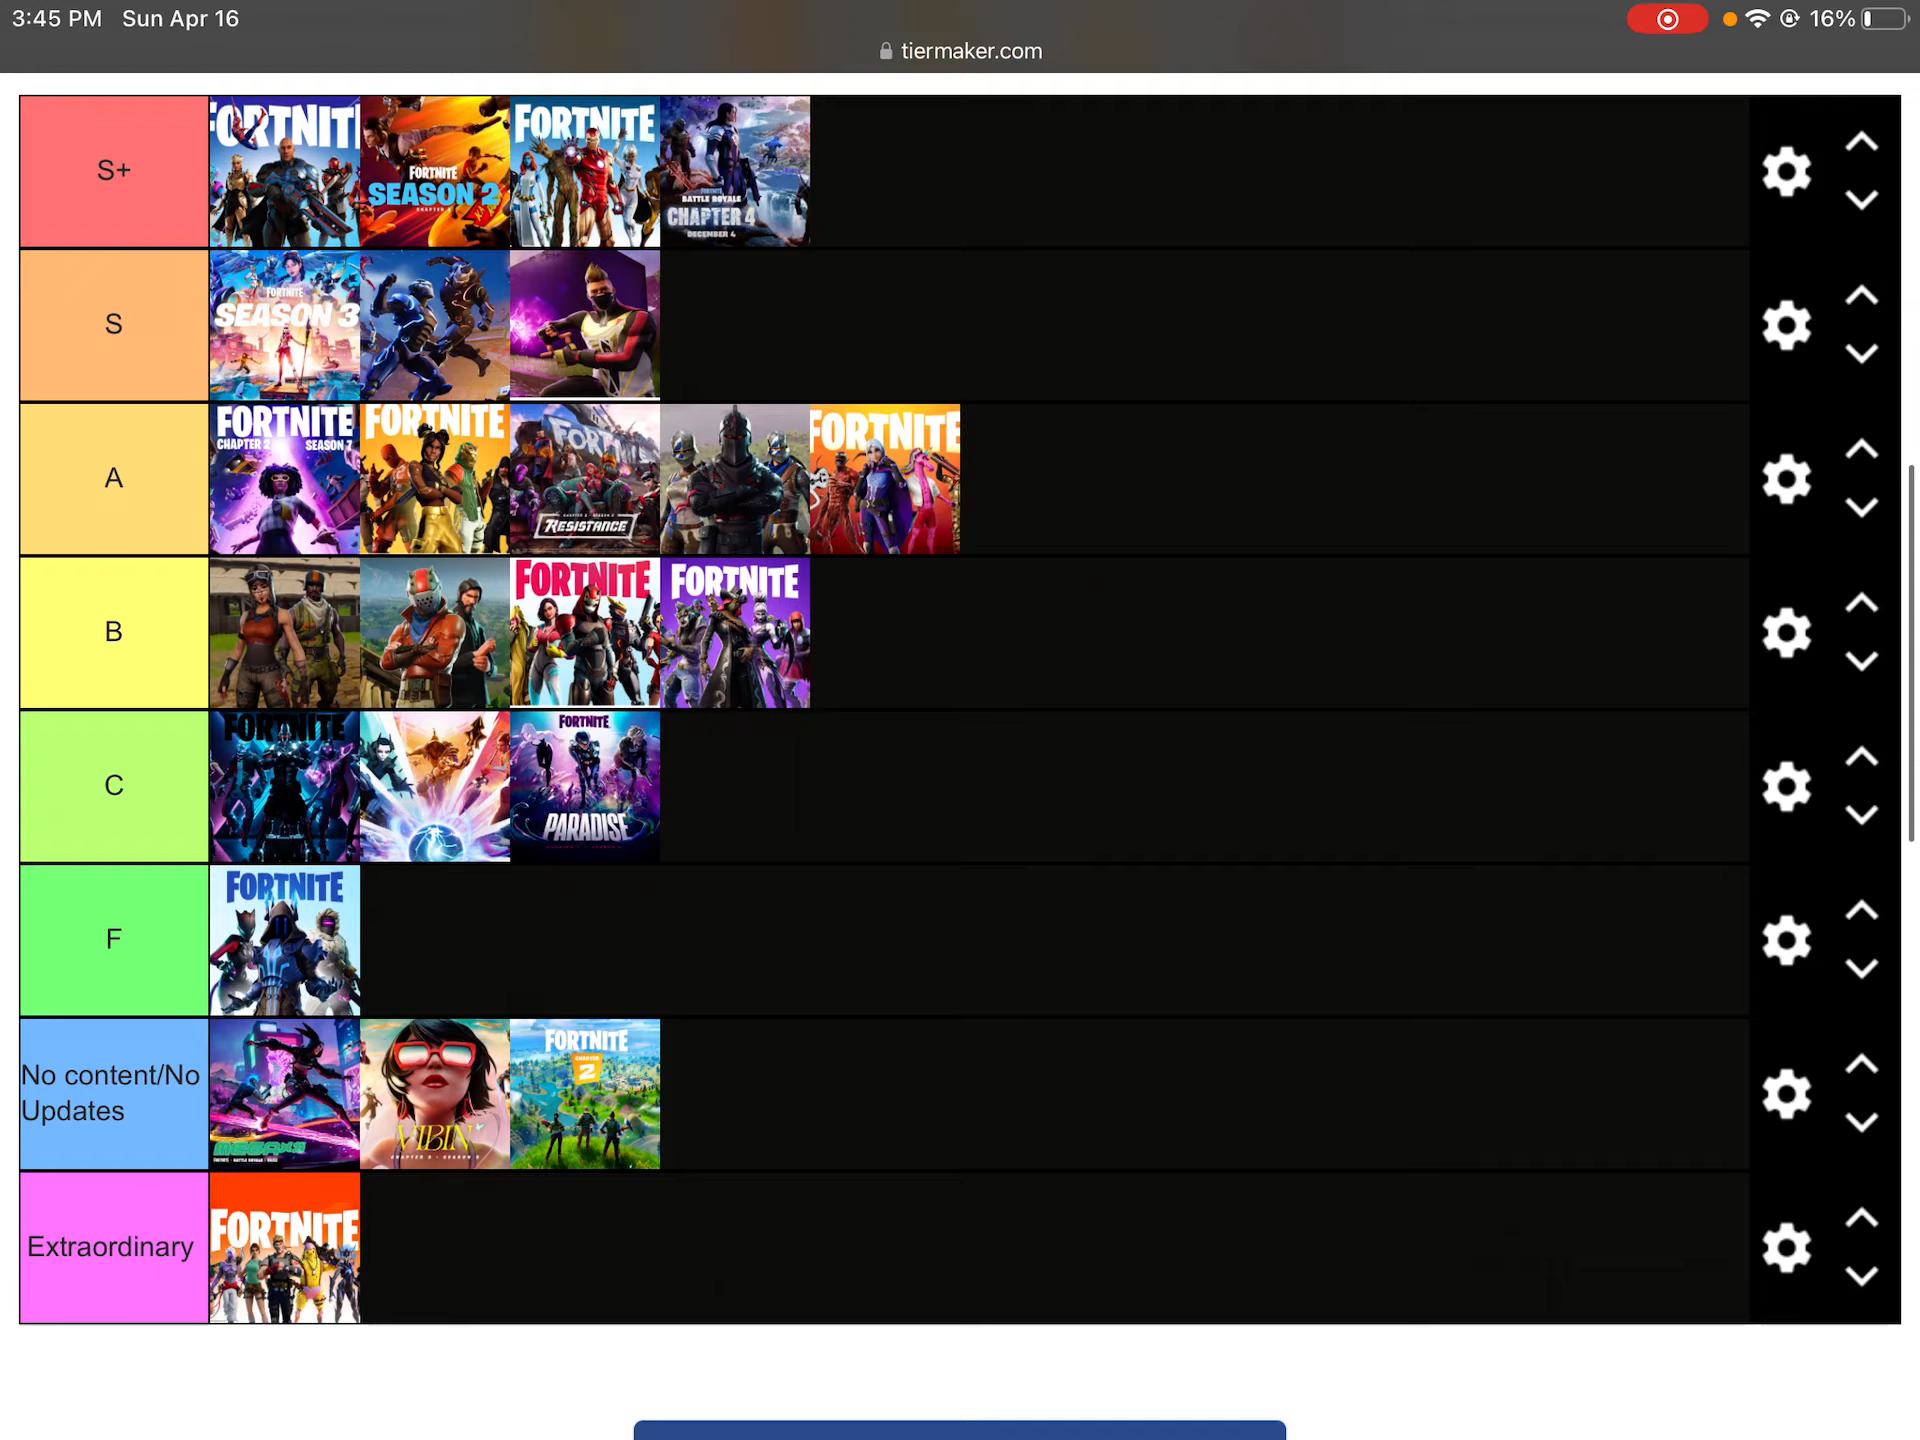 3:45 PM Sun Apr 16
16%
tiermaker.com
S+
FORTNIT
FORTNITE
SEASON 2
FORTNITE
FORTNITE
BATTLE ROYALE
CHAPTER 4
DECEMBER 4
S
FORTNITE
SEASON 3
A
FORTNITE
CHAPTER 2 SEASON 7
FORTNITE
RESISTANCE
FORTNITE
B
FORTNITE
FORTNITE
C
FORTNITE
FORTNITE
PARADISE
F
FORTNITE
No content/No
Updates
VIBIN'
FORTNITE
CHAPTER
2
Extraordinary
FORTNITE